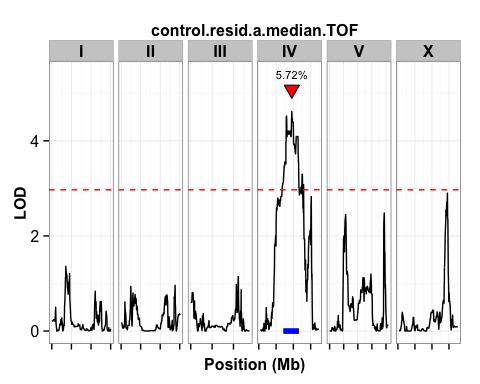 control.resid.a.median.TOF
I II III IV V X
5.72%
4
2
0
LOD
Position (Mb)